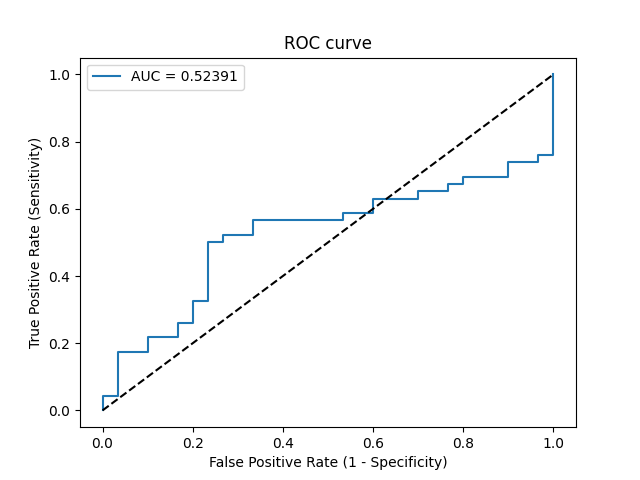 ROC curve
AUC = 0.52391
1.0
0.8
0.6
0.4
0.2
0.0
True Positive Rate (Sensitivity)
0.0 0.2 0.4 0.6 0.8 1.0
False Positive Rate (1 - Specificity)